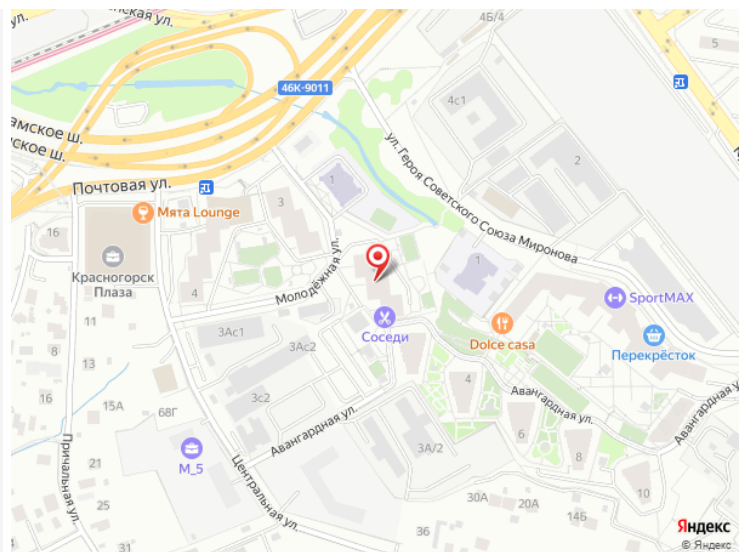 ул.
ская ул.
4Б/4
5
46К-9011
4с1
2
амское ш.
ское ш.
Почтовая ул.
ул. Героя Советского Союза Миронова
1
3
Мята Lounge
16
Красногорск
Плаза
4
Молодёжная ул.
1
SportMAX
11
3Ас1
Соседи
Dolce casa
Перекрёсток
8
13
3Ас2
16
15А
68Г
3с2
4
Авангардная ул.
Авангардная ул.
Авангардная у
6
3А/2
8
М_5
Причальная ул.
21
Центральная ул.
25
30А
20А
14Б
10
36
Яндекс
© Яндекс